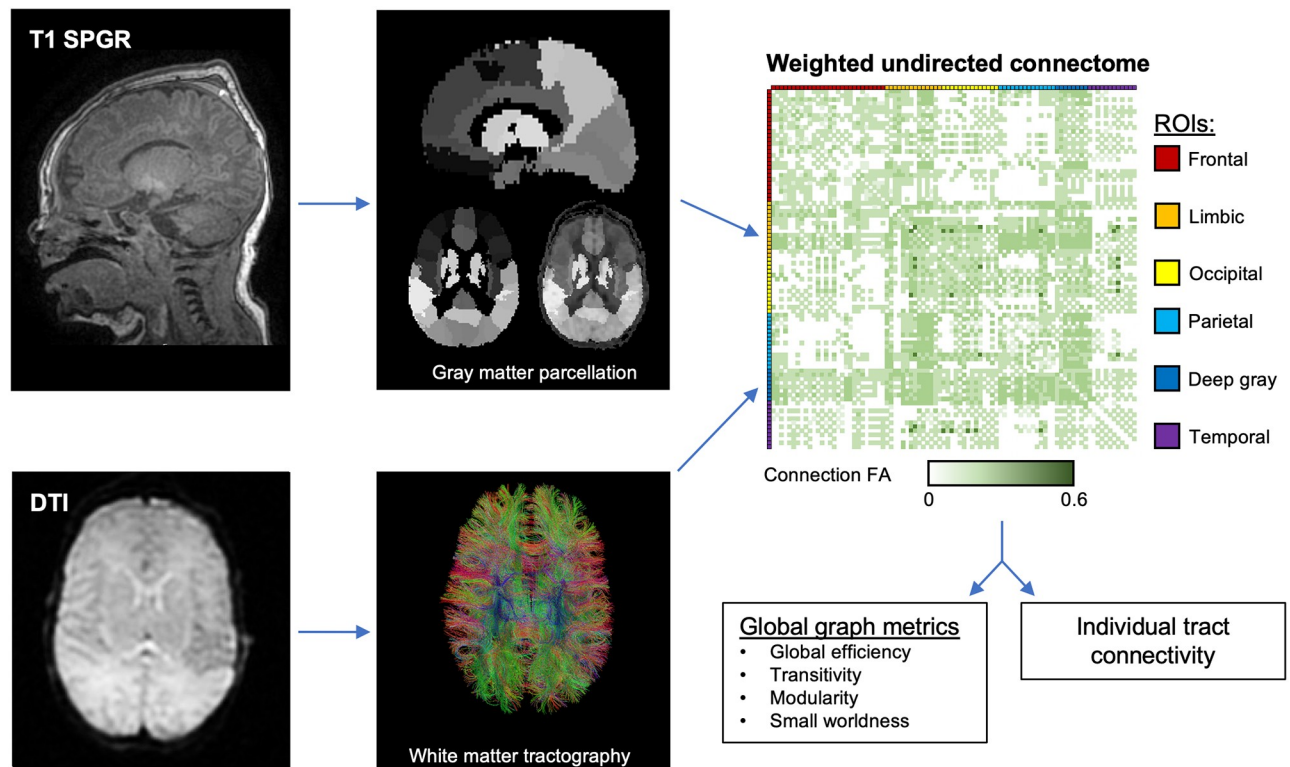 T1 SPGR
Gray matter parcellation
DTI
White matter tractography
Weighted undirected connectome
ROIs:
Frontal
Limbic
Occipital
Parietal
Deep gray
Temporal
Connection FA
0
0.6
Global graph metrics
• Global efficiency
• Transitivity
• Modularity
• Small worldness
Individual tract
connectivity